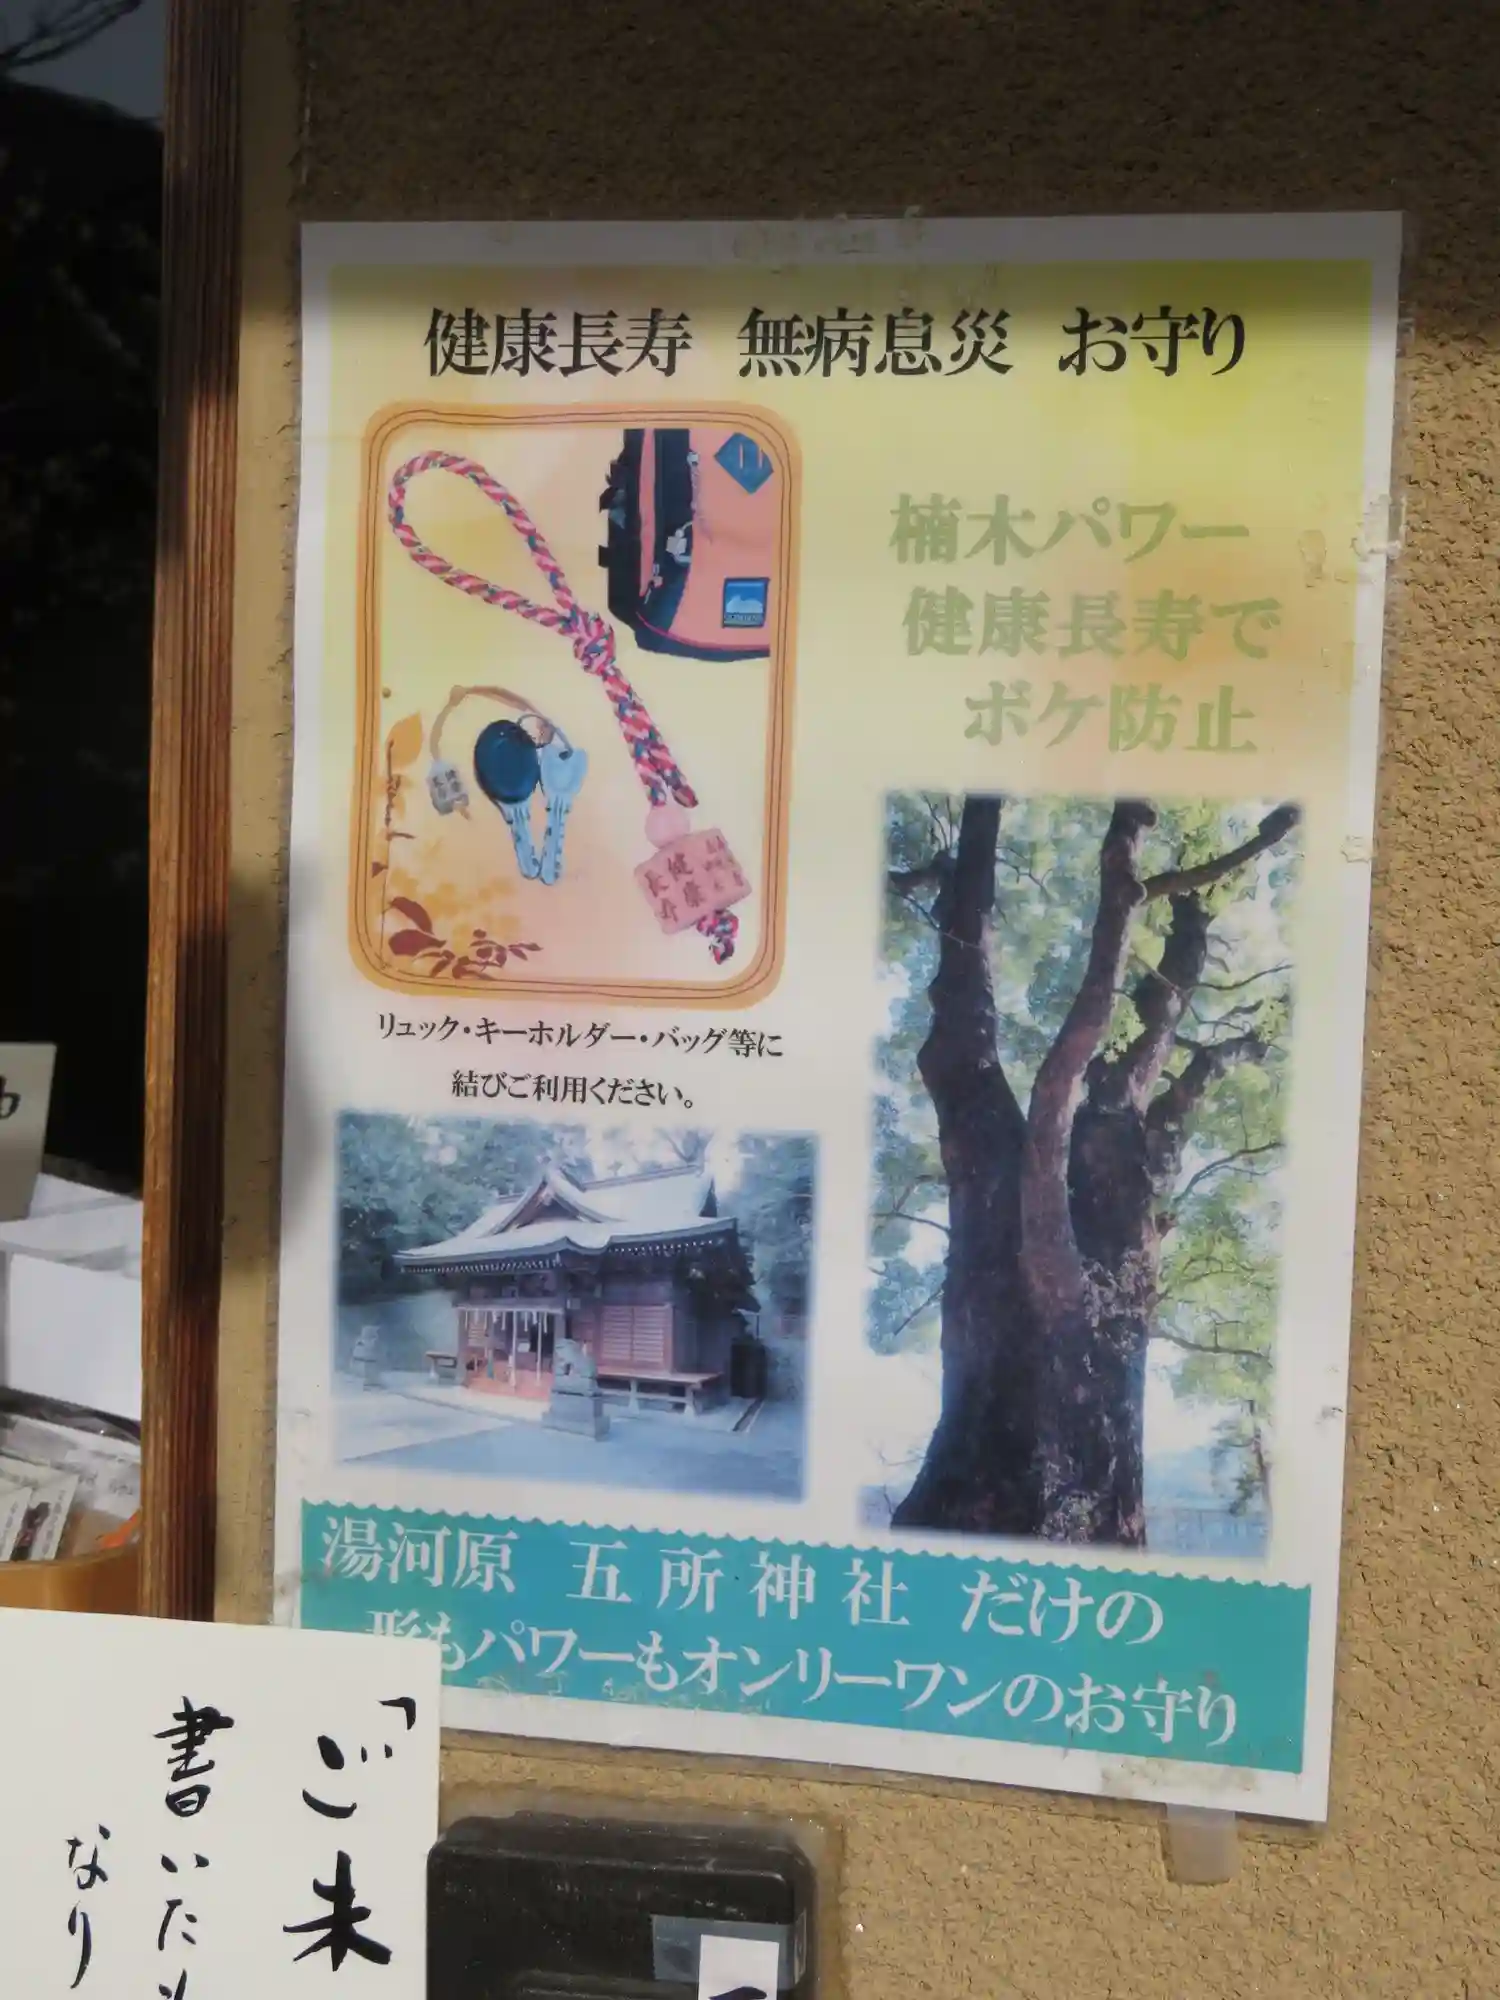 健康長寿 無病息災 お守り
楠木パワー
健康長寿で
ボケ防止
健康
長寿
リュック・キーホルダー・バッグ等に
結びご利用ください。
湯河原 五所神社 だけの
形もパワーもオンリーワンのお守り
「ご朱
書いた
なり